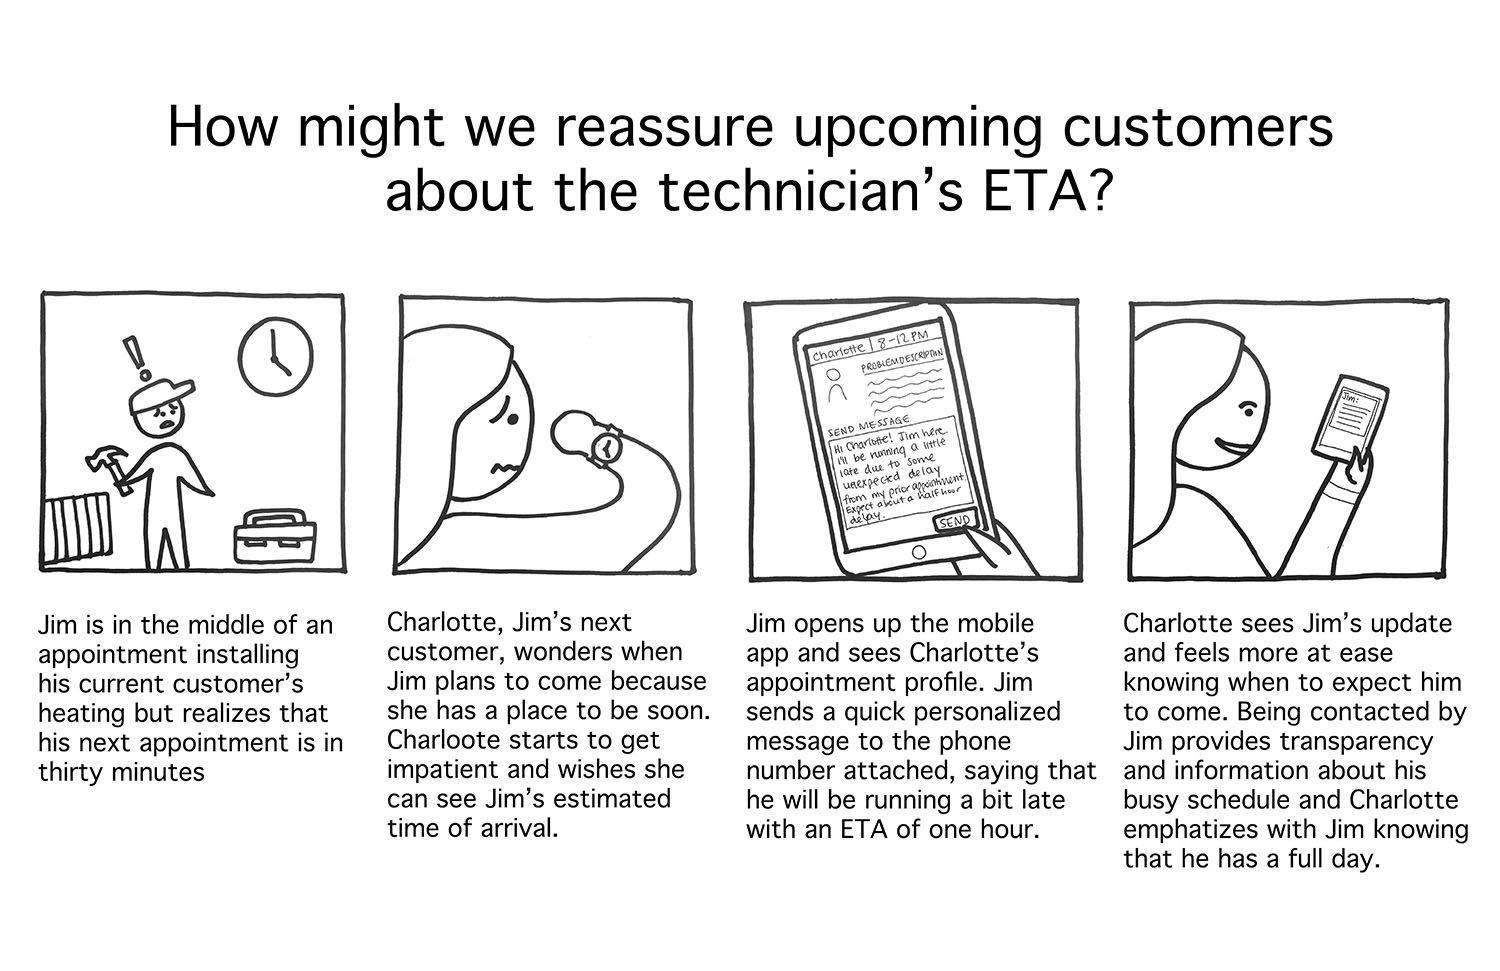 How might we reassure upcoming customers
about the technician’s ETA?
!
Jim is in the middle of an
appointment installing
his current customer’s
heating but realizes that
his next appointment is in
thirty minutes
Charlotte, Jim’s next
customer, wonders when
Jim plans to come because
she has a place to be soon.
Charloote starts to get
impatient and wishes she
can see Jim’s estimated
time of arrival.
Charlotte | 8-12 PM
PROBLEM DESCRIPTION
SEND MESSAGE
Hi Charlotte! Jim here.
I'll be running a little
late due to some
unexpected delay
from my prior appointment.
Expect about a half hour
delay.
SEND
Jim opens up the mobile
app and sees Charlotte’s
appointment profile. Jim
sends a quick personalized
message to the phone
number attached, saying that
he will be running a bit late
with an ETA of one hour.
Jim:
Charlotte sees Jim’s update
and feels more at ease
knowing when to expect him
to come. Being contacted by
Jim provides transparency
and information about his
busy schedule and Charlotte
emphatizes with Jim knowing
that he has a full day.